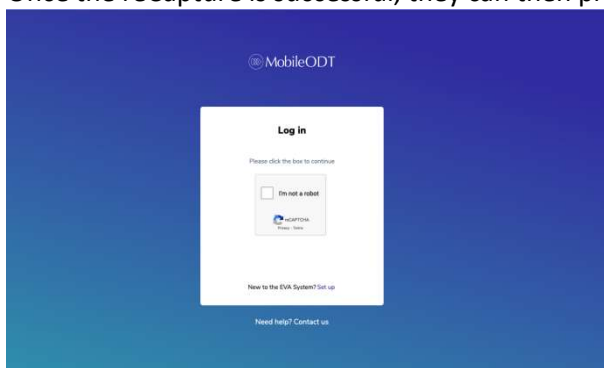 Once the is successful, they can then
MobileODT
Log in
Please click the box to continue
I'm not a robot
reCAPTCHA
Privacy - Terms
New to the EVA System? Set up
Need help? Contact us